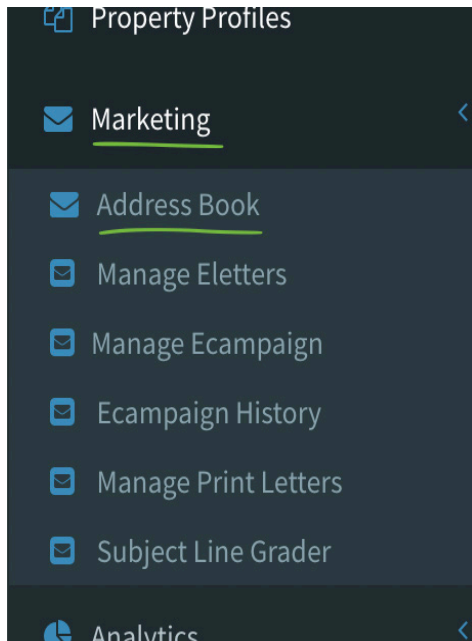 Property Profiles
Marketing
Address Book
Manage Eletters
Manage Ecampaign
Ecampaign History
Manage Print Letters
Subject Line Grader
Analytics